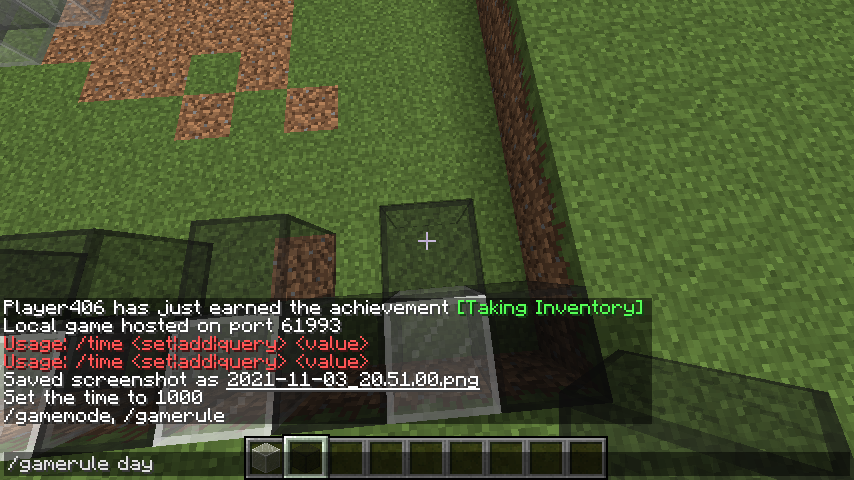 Player406 has just earned the achievement [Taking Inventory]
Local game hosted on port 61993
Usage: /time <set|add|query> <value>
Usage: /time <set|add|query> <value>
Saved screenshot as 2021-11-03_20.51.00.png
Set the time to 1000
/gamemode, /gamerule
/gamerule day